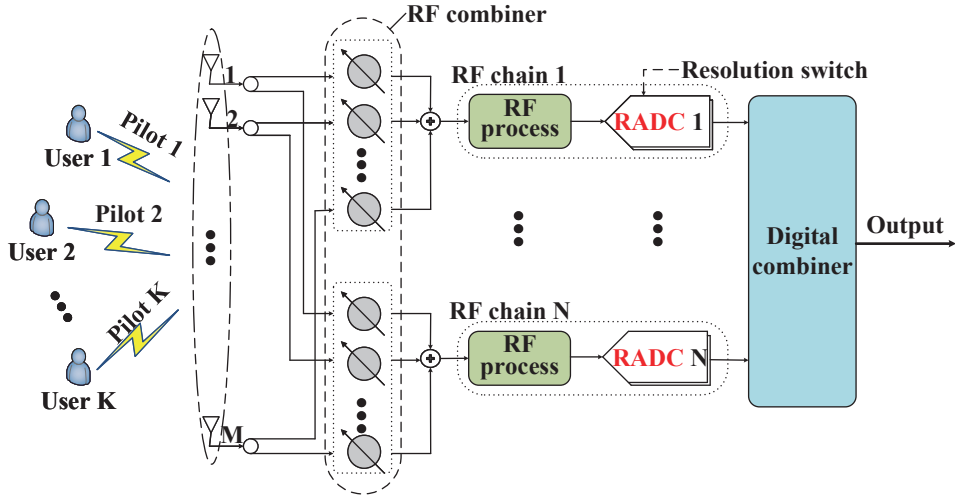 RF combiner
1
2
M
Pilot 1
User 1
Pilot 2
User 2
Pilot K
User K
RF chain 1
Resolution switch
RF
process
RADC 1
RF chain N
RF
process
RADC N
Digital
combiner
Output